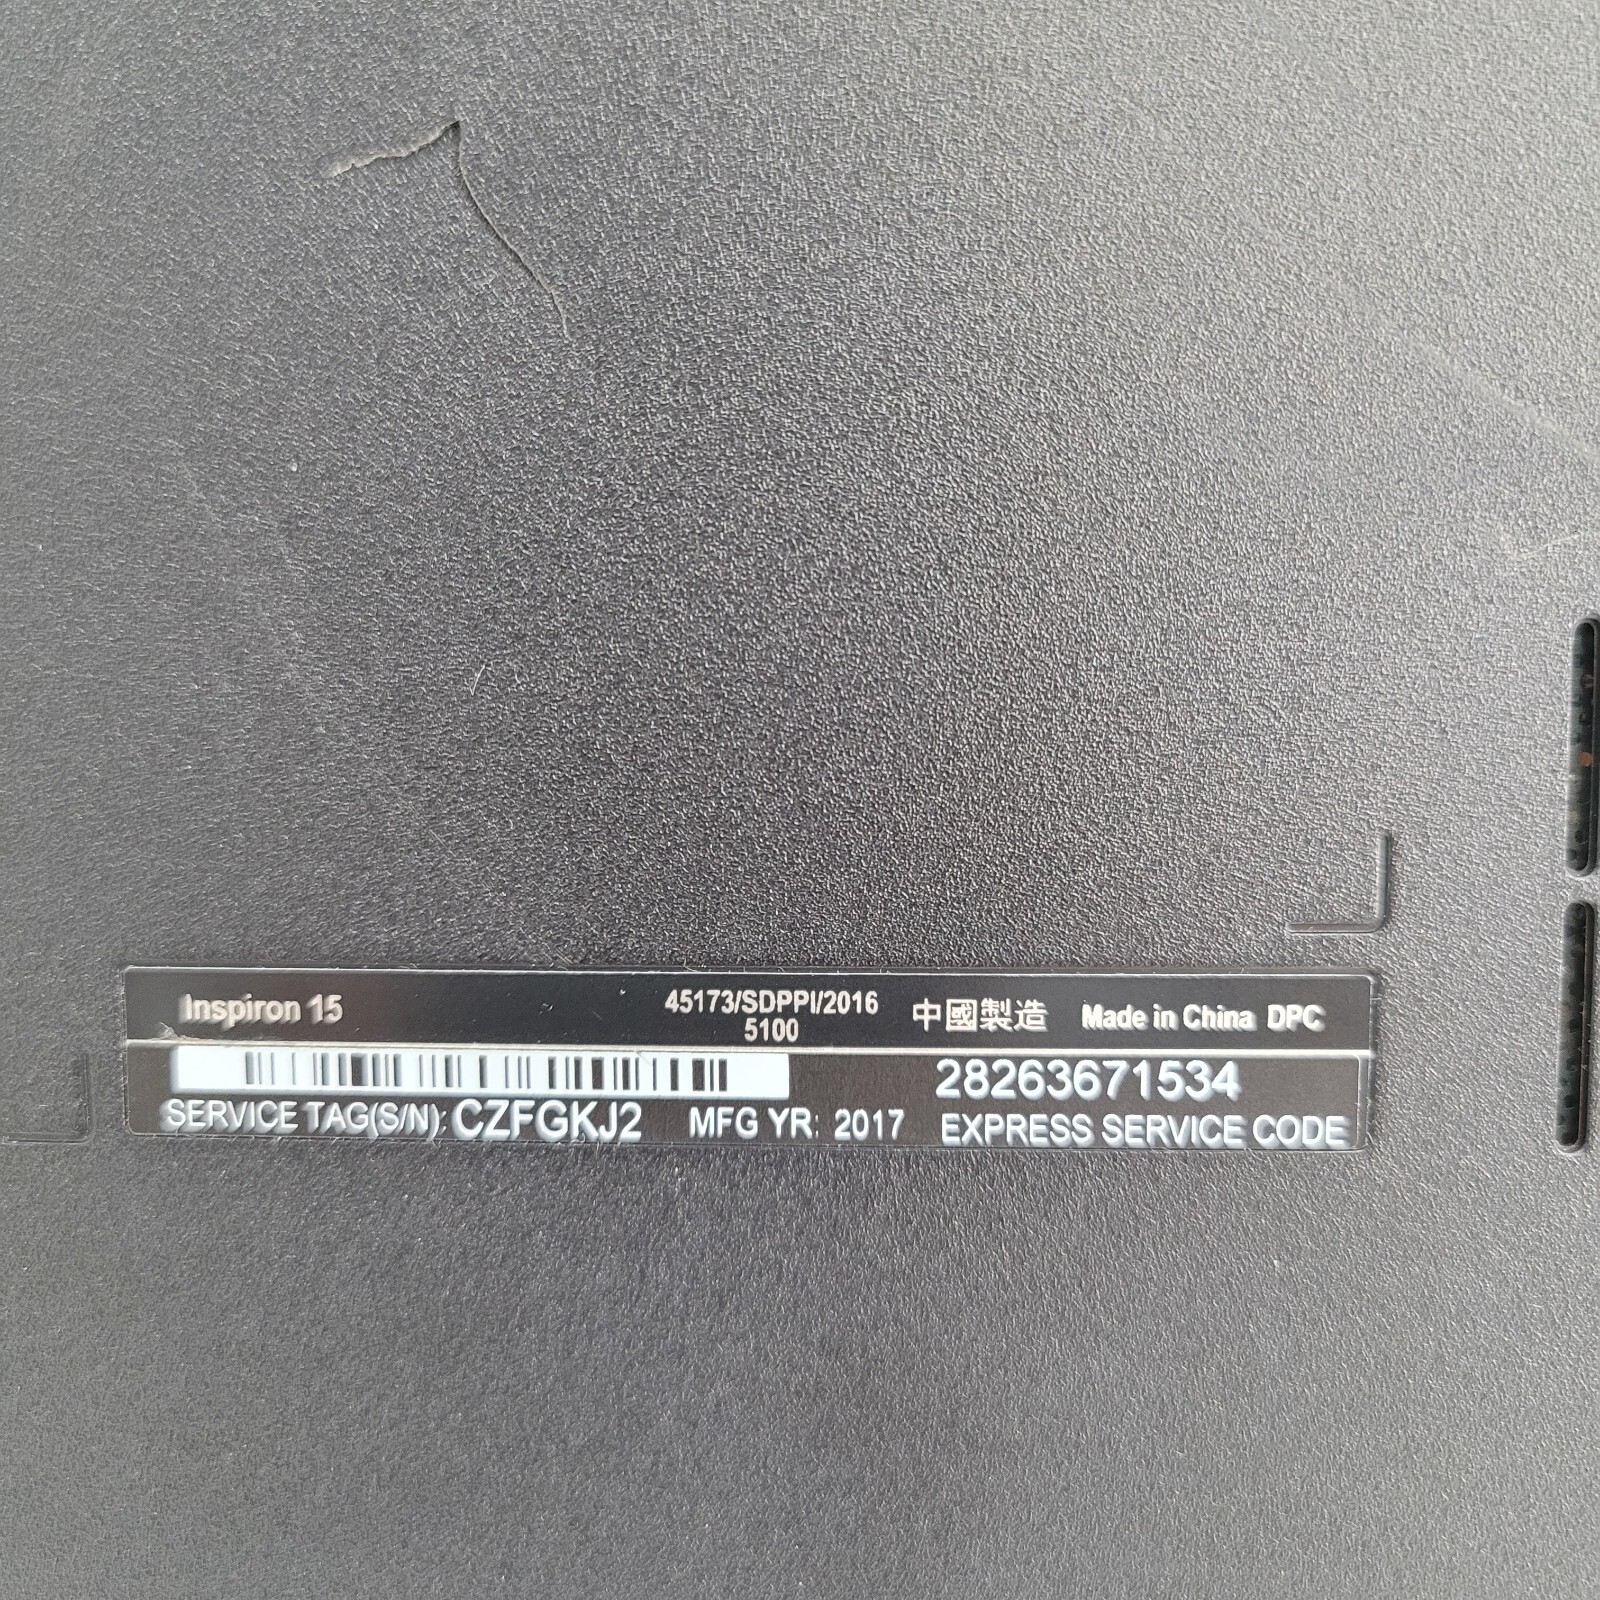 Inspiron 15 45173/SDPPI/2016 中國製造 Made in China DPC
5100
28263671534
SERVICE TAG(S/N): CZFGKJ2 MFG YR: 2017 EXPRESS SERVICE CODE